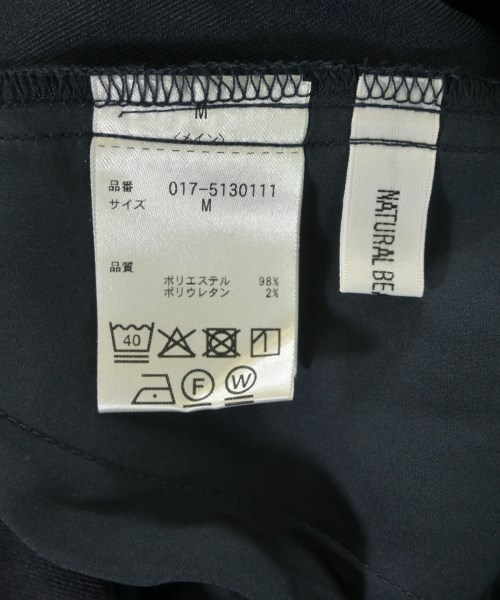 M
(メイン)
品番 017-5130111
サイズ M
品質
ポリエステル 98%
ポリウレタン 2%
40
F
W
NATURAL BE